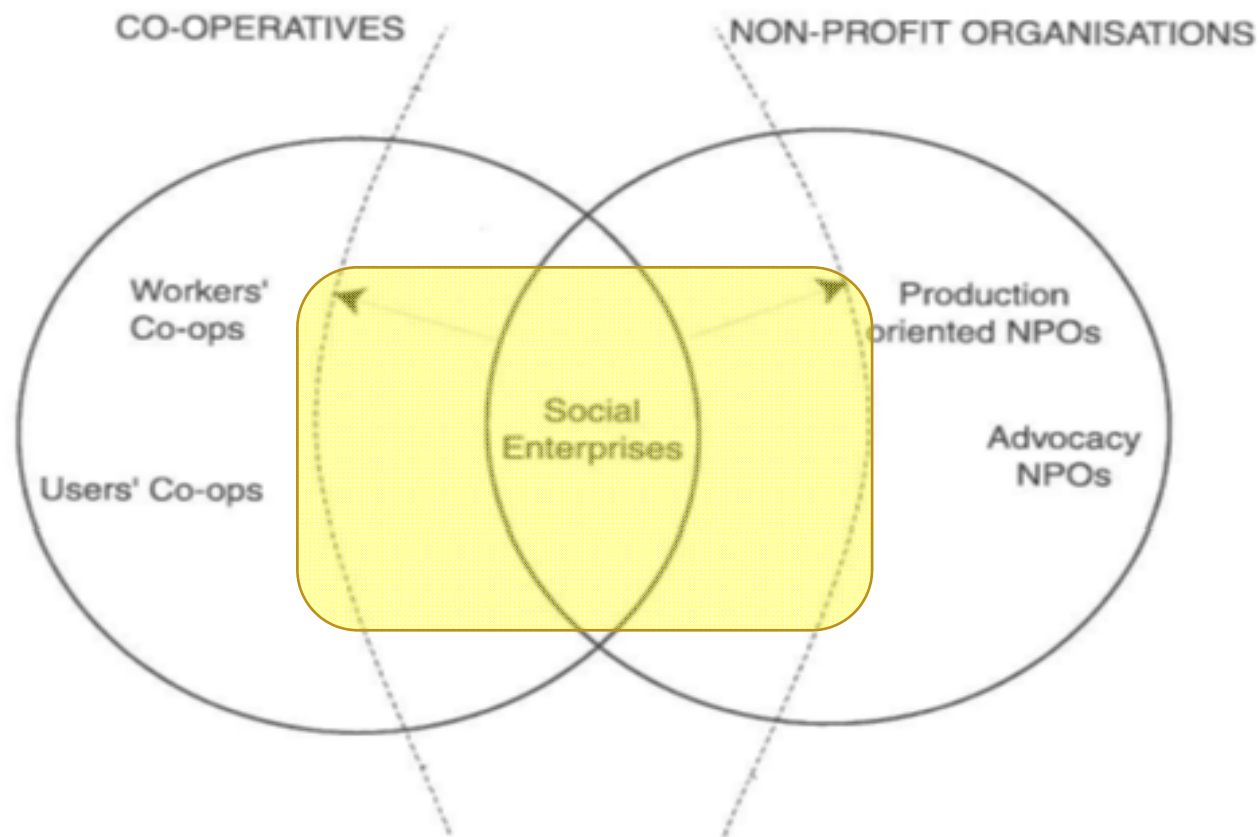 CO-OPERATIVES
NON-PROFIT ORGANISATIONS
Workers'
Co-ops
Users' Co-ops
Social
Enterprises
Production
oriented NPOs
Advocacy
NPOs